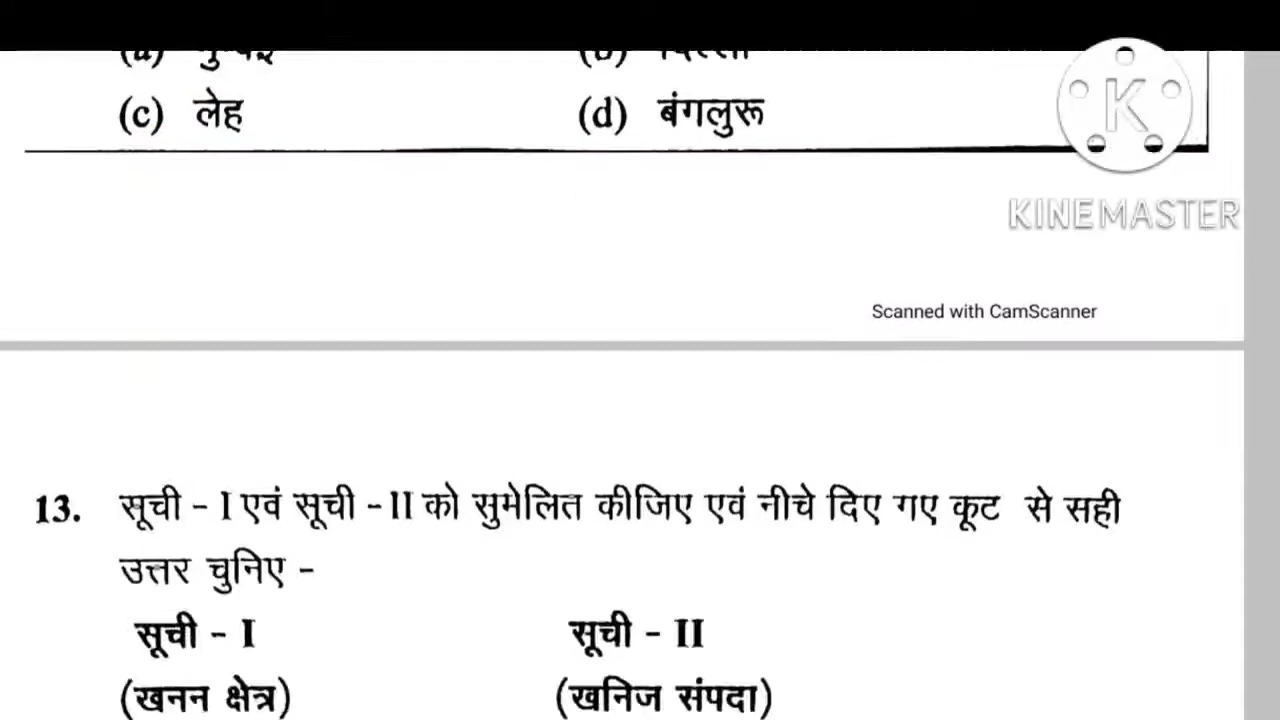 (c) लेह (d) बंगलुरू
K
KINEMASTER
Scanned with CamScanner
13. सूची - I एवं सूची - II को सुमेलित कीजिए एवं नीचे दिए गए कूट से सही
उत्तर चुनिए -
सूची - I सूची - II
(खनन क्षेत्र) (खनिज संपदा)